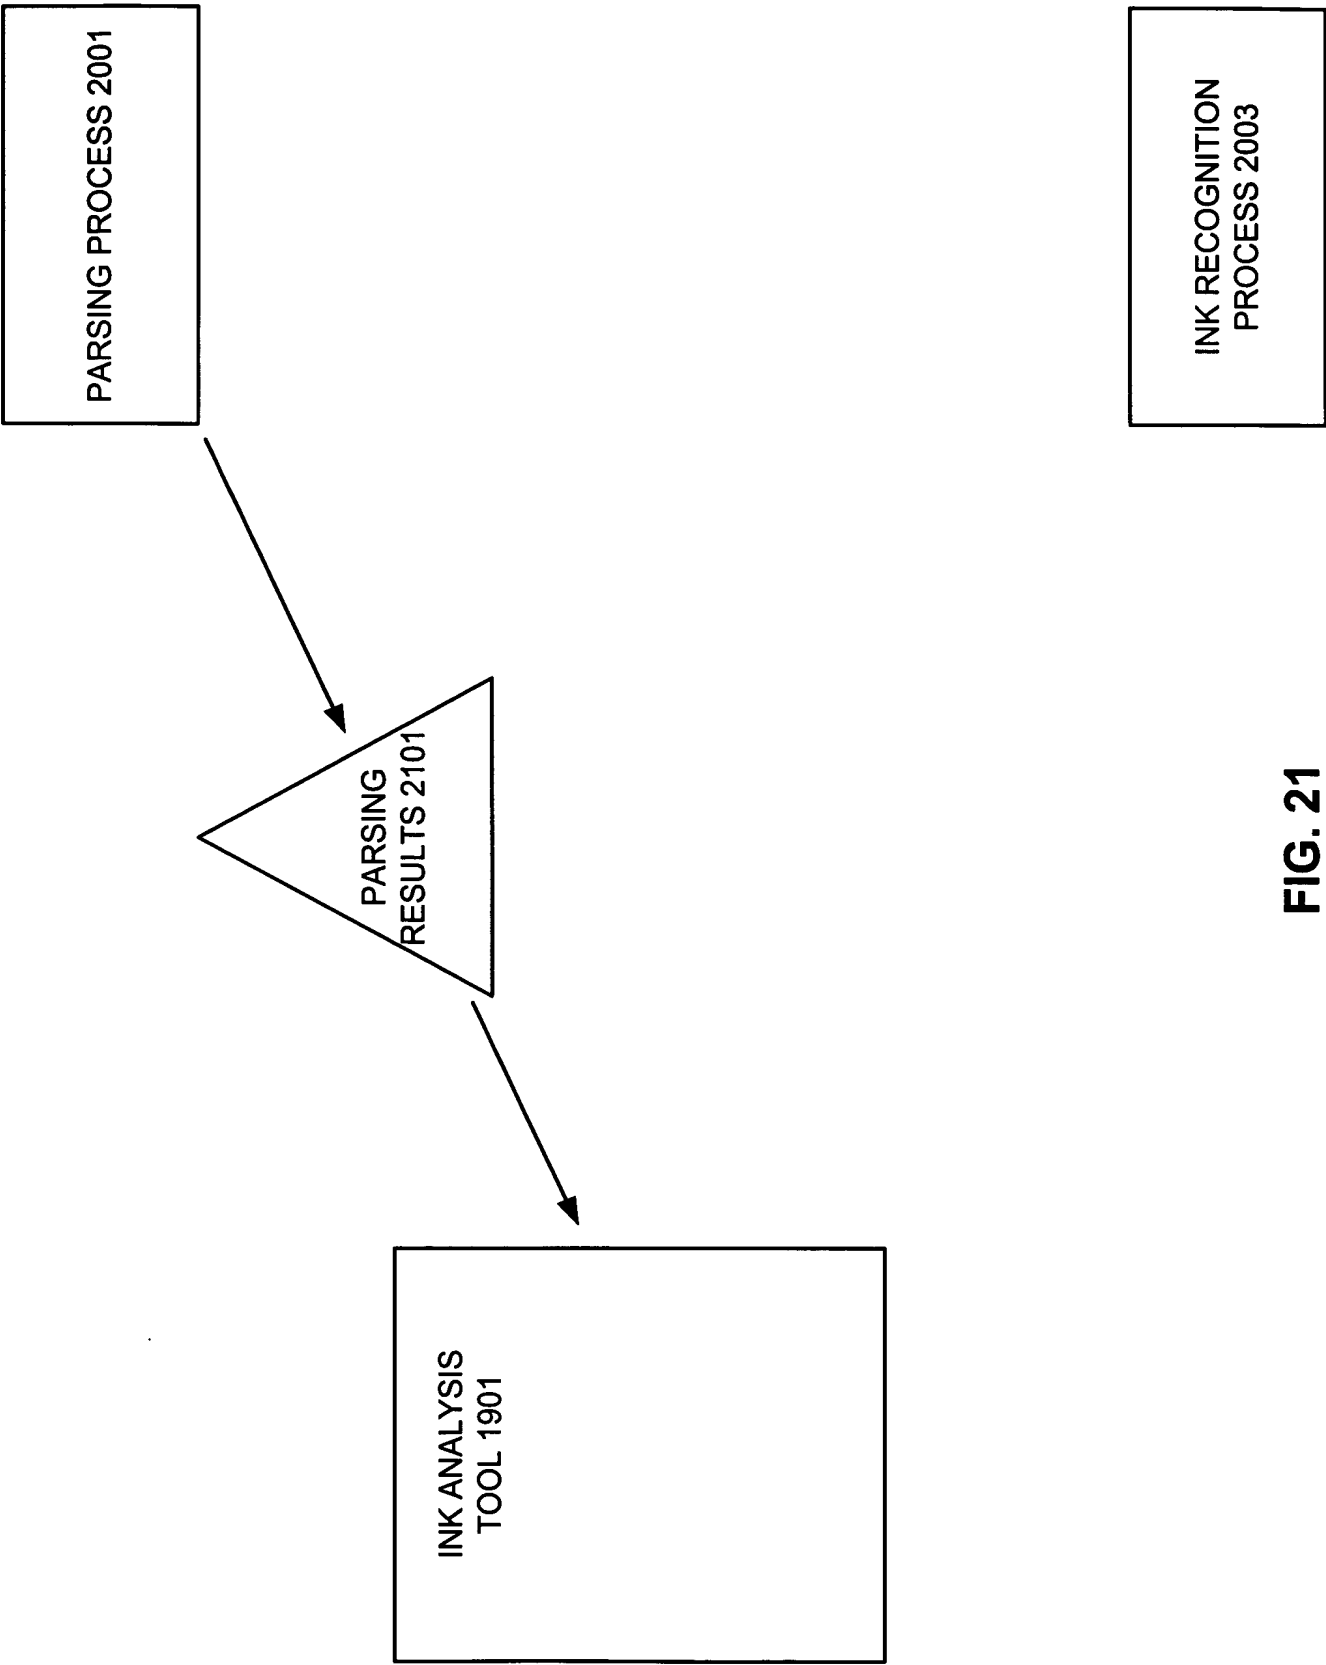 PARSING PROCESS 2001
PARSING
RESULTS 2101
INK ANALYSIS
TOOL 1901
INK RECOGNITION
PROCESS 2003
FIG. 21